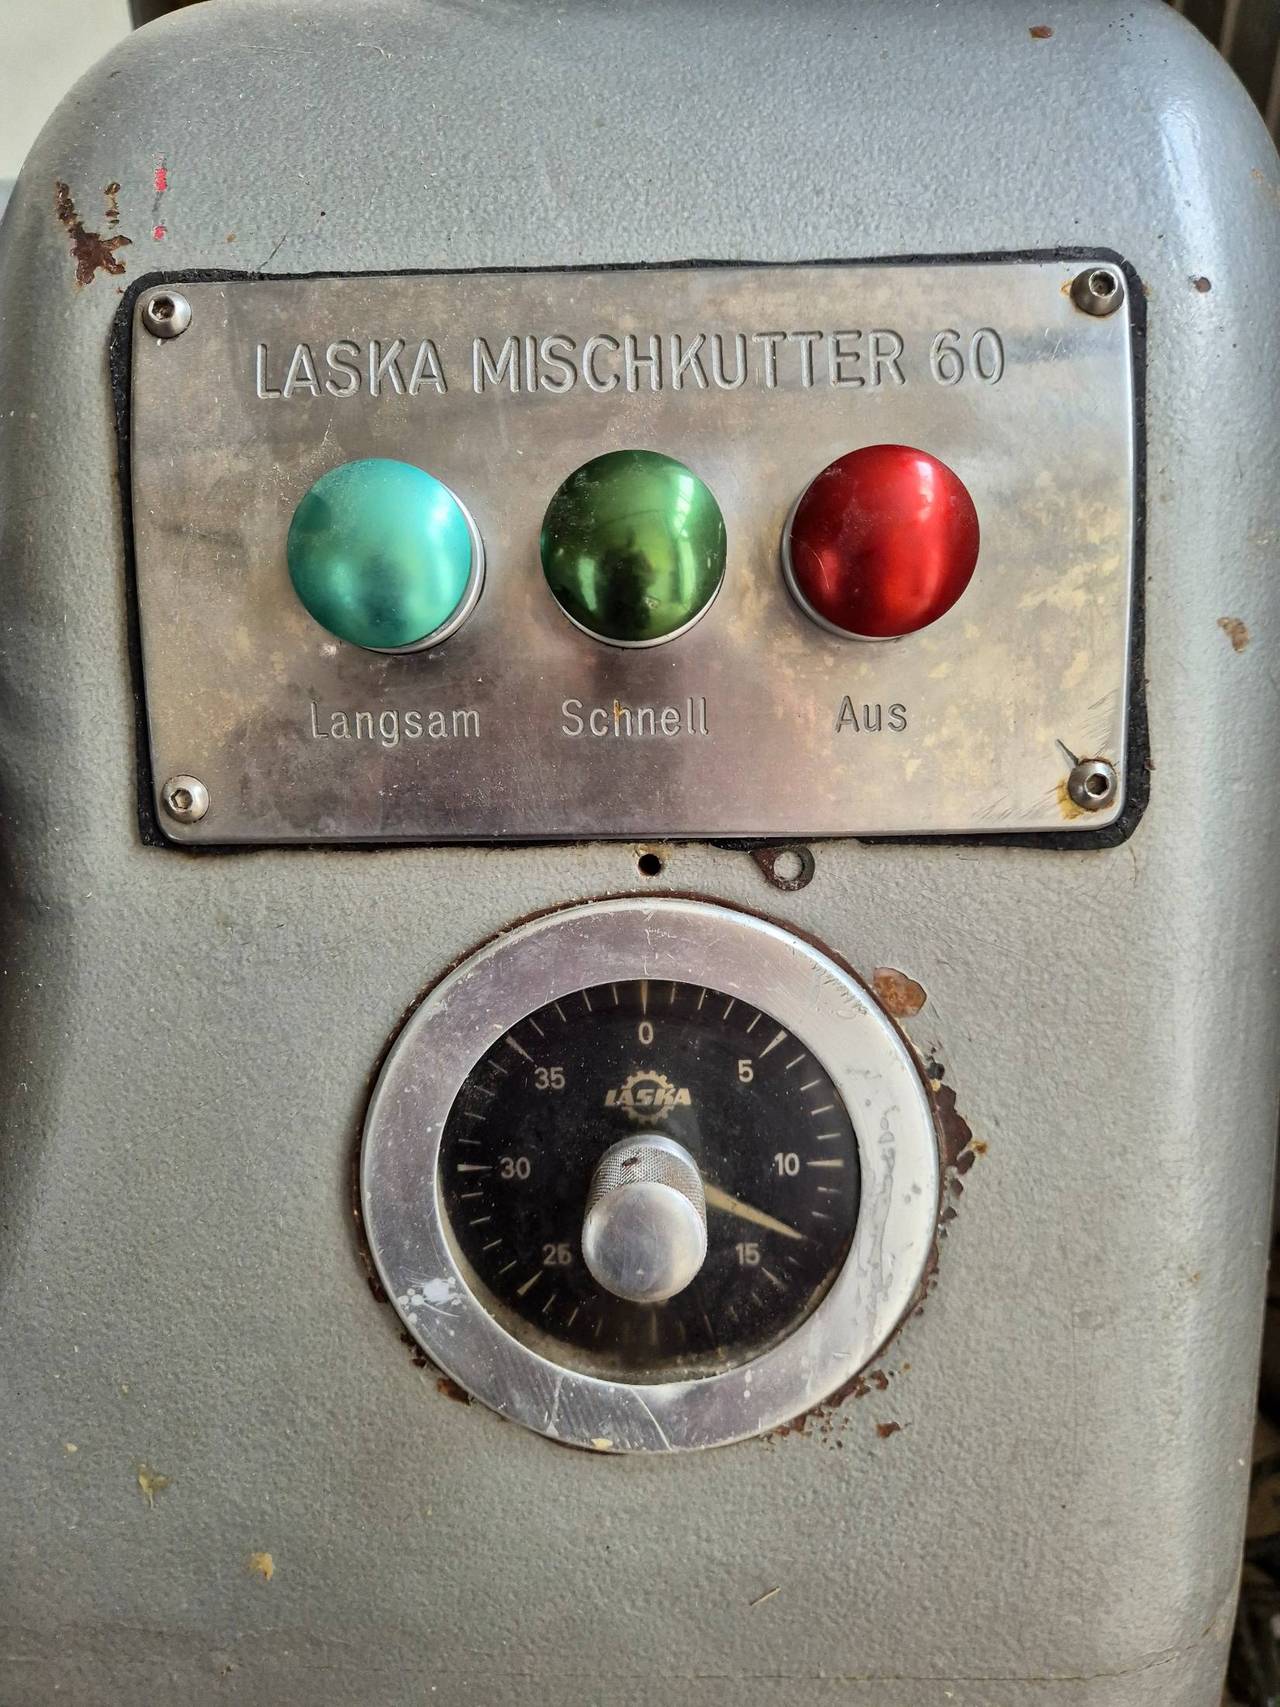 LASKA MISCHKUTTER 60
Langsam Schnell Aus
0
35 5
LASKA
30 10
25 15